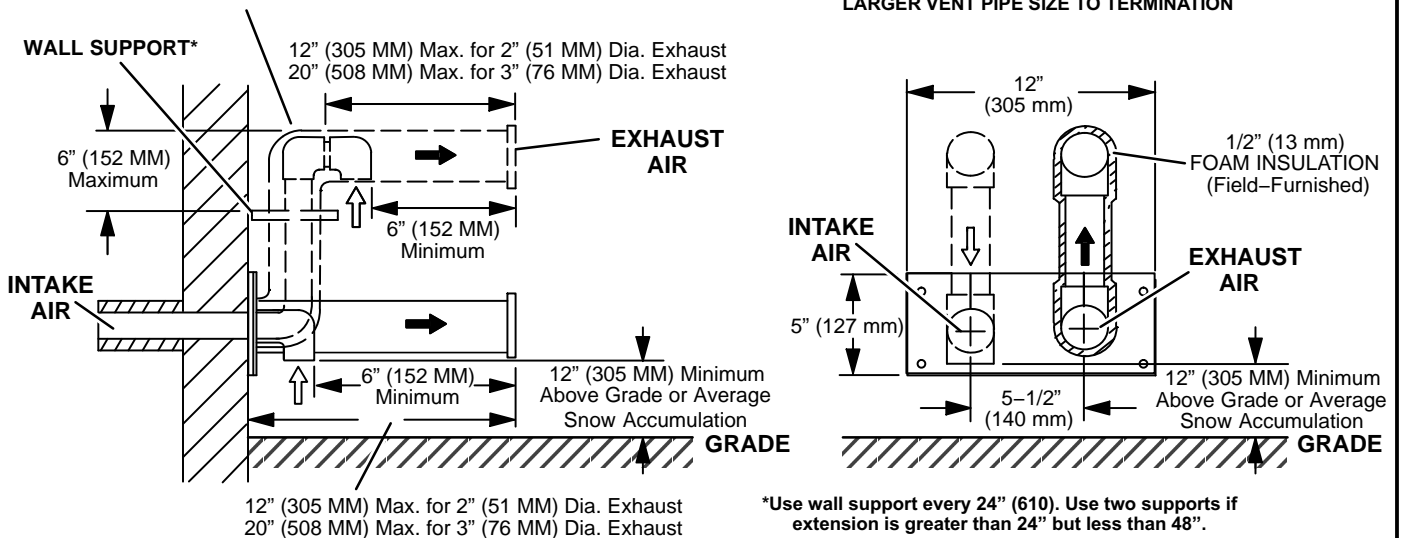 LARGER VENT PIPE SIZE TO TERMINATION
WALL SUPPORT*
12” (305 MM) Max. for 2” (51 MM) Dia. Exhaust
20” (508 MM) Max. for 3” (76 MM) Dia. Exhaust
6” (152 MM)
Maximum
EXHAUST
AIR
6” (152 MM)
Minimum
INTAKE
AIR
6” (152 MM)
Minimum
12” (305 MM) Minimum
Above Grade or Average
Snow Accumulation
GRADE
12” (305 MM) Max. for 2” (51 MM) Dia. Exhaust
20” (508 MM) Max. for 3” (76 MM) Dia. Exhaust
12”
(305 mm)
1/2” (13 mm)
FOAM INSULATION
(Field–Furnished)
INTAKE
AIR
EXHAUST
AIR
5” (127 mm)
5–1/2”
(140 mm)
12” (305 MM) Minimum
Above Grade or Average
Snow Accumulation
GRADE
*Use wall support every 24” (610). Use two supports if
extension is greater than 24” but less than 48”.